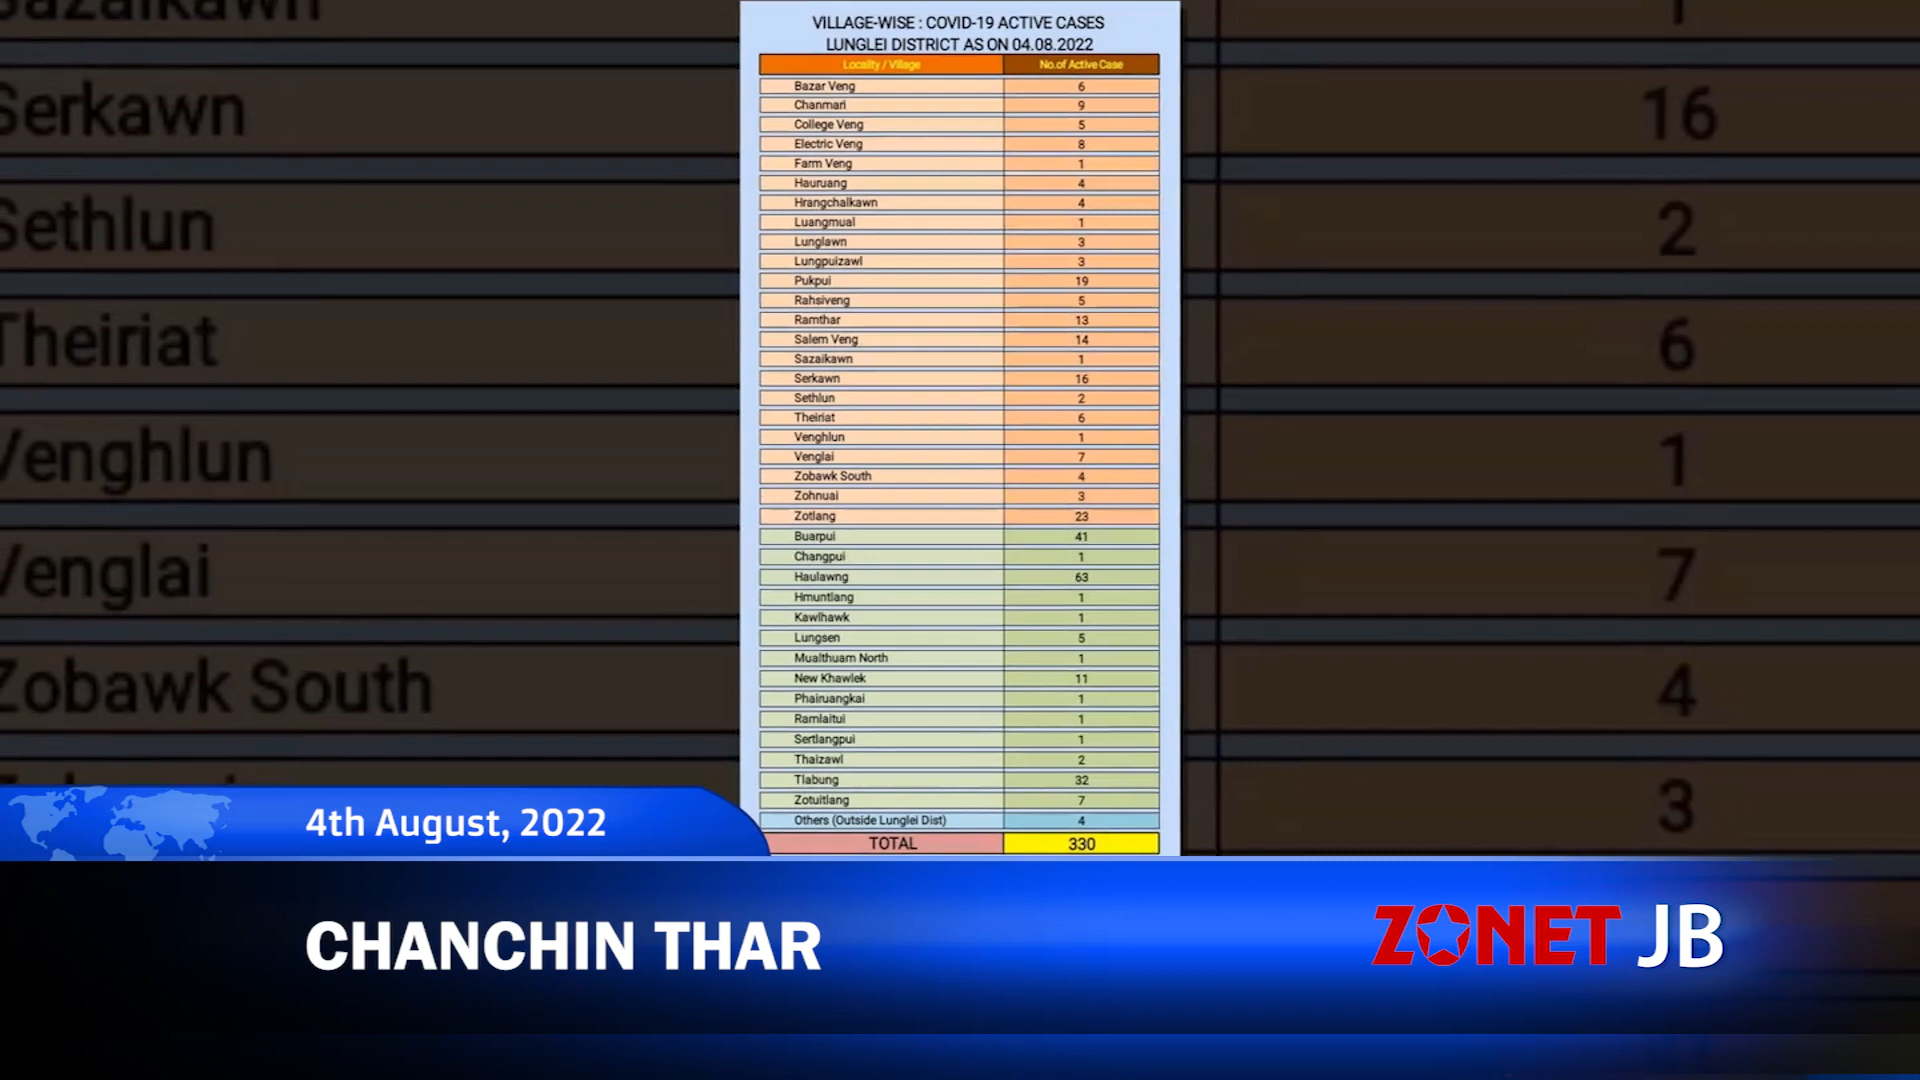 VILLAGE-WISE : COVID-19 ACTIVE CASES
LUNGLEI DISTRICT AS ON 04.08.2022
Locality / Village No.of Active Case
Bazar Veng 6
Chanmari 9
College Veng 5
Electric Veng 8
Farm Veng 1
Hauruang 4
Hrangchalkawn 4
Luangmual 1
Lunglawn 3
Lungpuizawl 3
Pukpui 19
Rahsiveng 5
Ramthar 13
Salem Veng 14
Sazaikawn 1
Serkawn 16
Sethlun 2
Theiriat 6
Venghlun 1
Venglai 7
Zobawk South 4
Zohnuai 3
Zotlang 23
Buarpui 41
Changpui 1
Haulawng 63
Hmuntlang 1
Kawlhawk 1
Lungsen 5
Mualthuam North 1
New Khawlek 11
Phairuangkai 1
Ramlaitui 1
Sertlangpui 1
Thaizawl 2
Tlabung 32
Zotuitlang 7
Others (Outside Lunglei Dist) 4
TOTAL 330
Serkawn 16
Sethlun 2
Theiriat 6
Venghlun 1
Venglai 7
Zobawk South 4
3
4th August, 2022
CHANCHIN THAR
ZONET JB